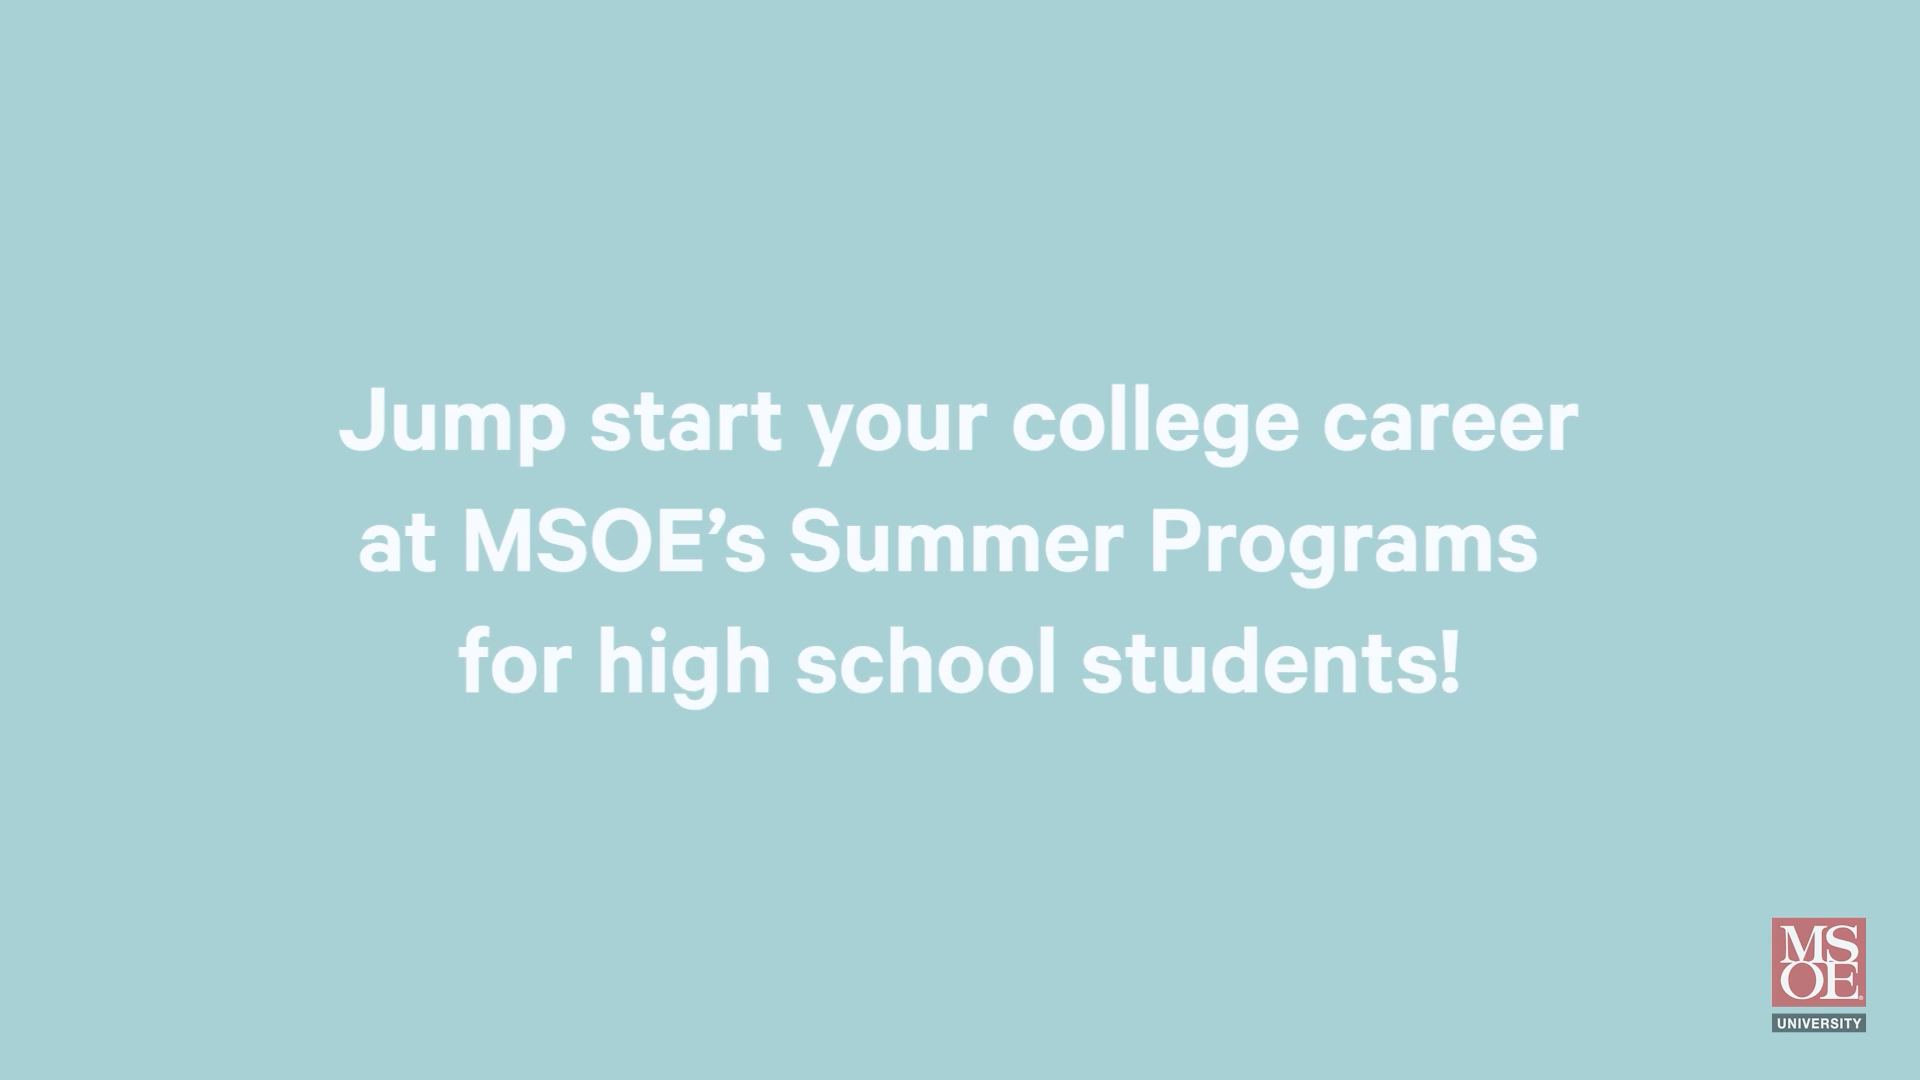 Jump start your college career
at MSOE’s Summer Programs
for high school students!
MS
OE®
UNIVERSITY